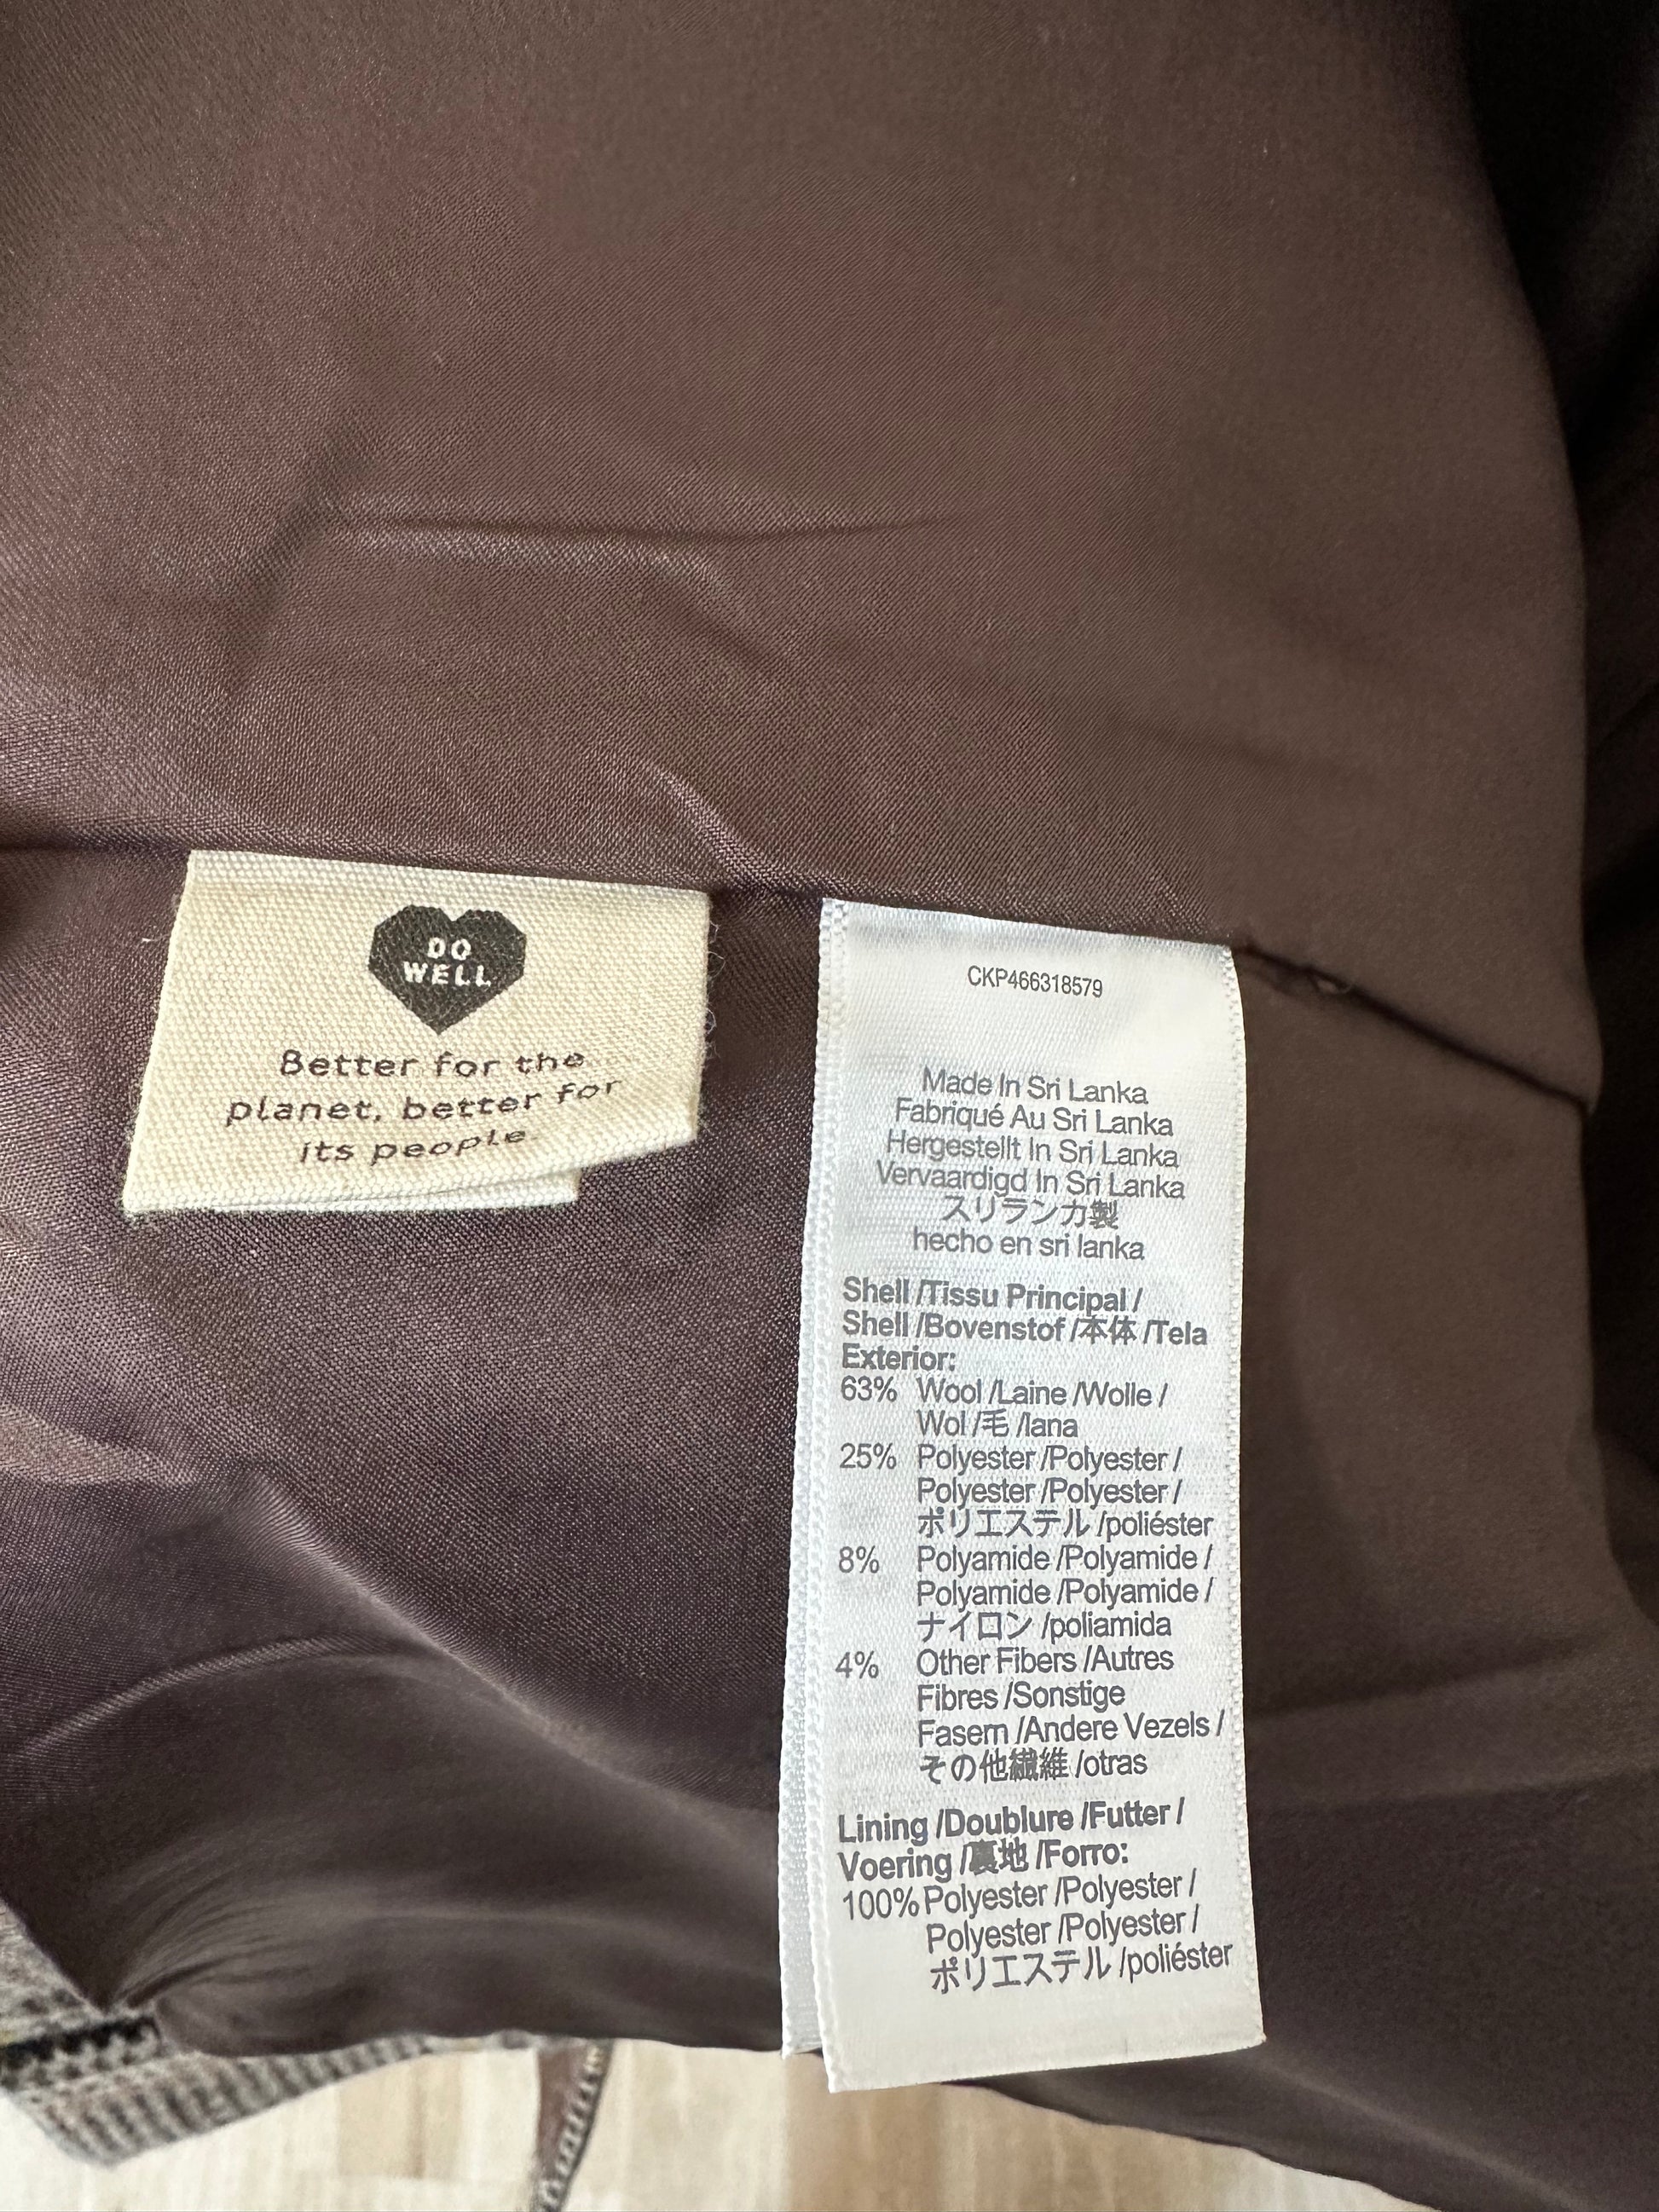 DO
WELL
Better for the
planet, better for
its people.
CKP466318579
Made In Sri Lanka
Fabriqué Au Sri Lanka
Hergestellt In Sri Lanka
Vervaardigd In Sri Lanka
スリランカ製
hecho en sri lanka
Shell /Tissu Principal /
Shell /Bovenstof /本体 /Tela
Exterior:
63% Wool /Laine /Wolle /
Wol /毛 /lana
25% Polyester /Polyester /
Polyester /Polyester /
ポリエステル /poliéster
8% Polyamide /Polyamide /
Polyamide /Polyamide /
ナイロン /poliamida
4% Other Fibers /Autres
Fibres /Sonstige
Fasern /Andere Vezels /
その他繊維 /otras
Lining /Doublure /Futter /
Voering /裏地 /Forro:
100% Polyester /Polyester /
Polyester /Polyester /
ポリエステル /poliéster